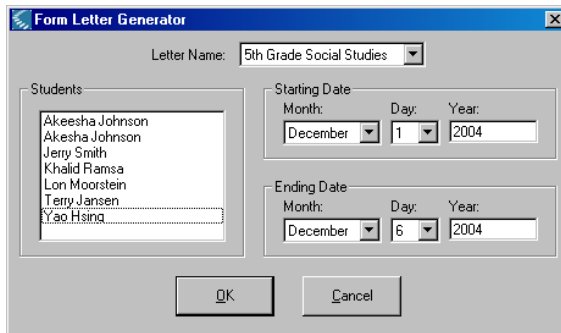 Form Letter Generator
Letter Name: 5th Grade Social Studies
Students
Akeesha Johnson
Akesha Johnson
Jerry Smith
Khalid Ramsa
Lon Moorstein
Terry Jansen
Yao Hsing
Starting Date
Month: Day: Year:
December 1 2004
Ending Date
Month: Day: Year:
December 6 2004
OK Cancel